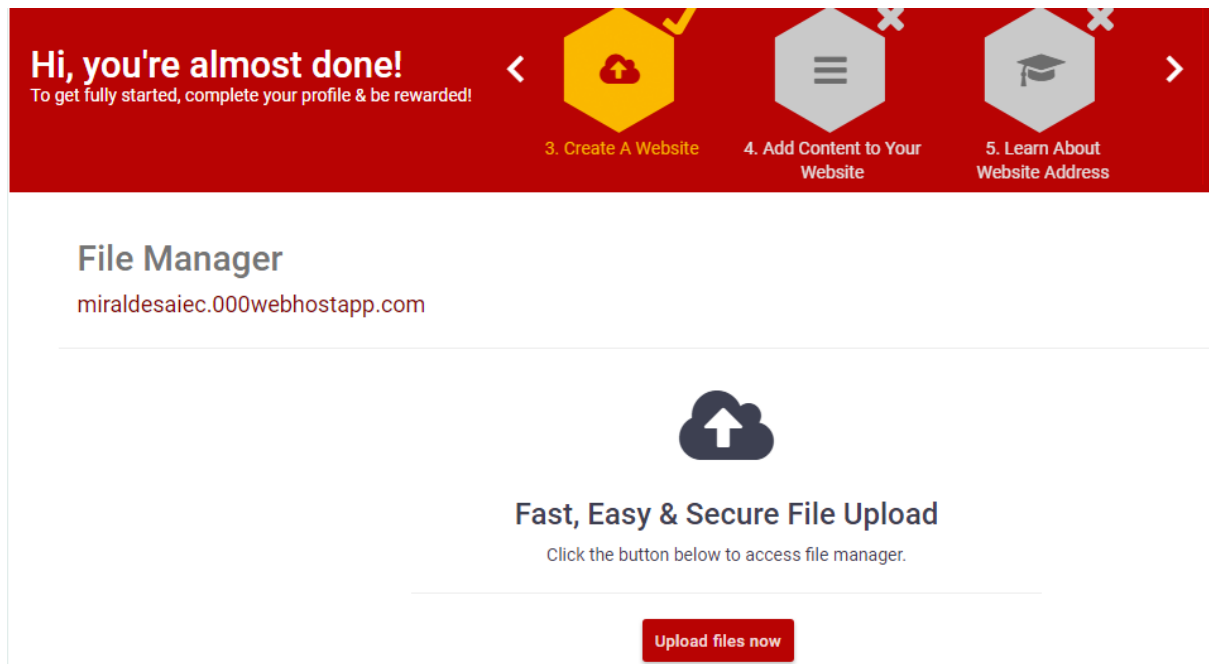 Hi, you're almost done!
To get fully started, complete your profile & be rewarded!
3. Create A Website
4. Add Content to Your
Website
5. Learn About
Website Address
File Manager
miraldesaiec.000webhostapp.com
Fast, Easy & Secure File Upload
Click the button below to access file manager.
Upload files now